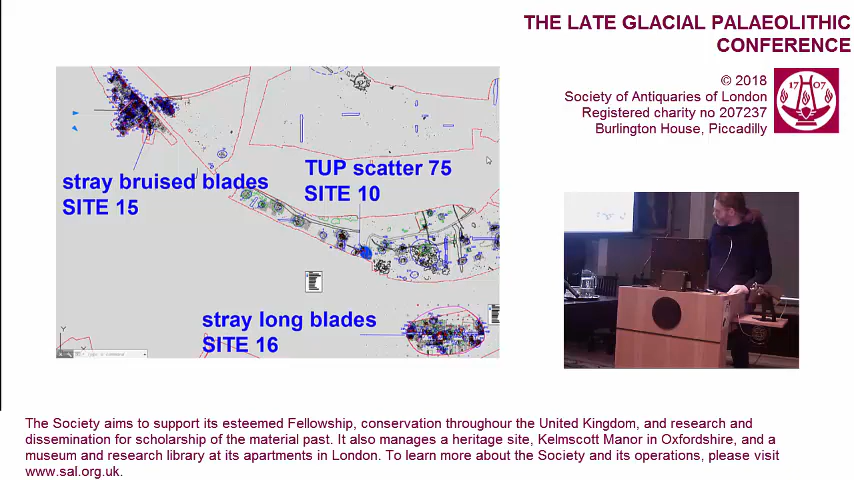 THE LATE GLACIAL PALAEOLITHIC
CONFERENCE
© 2018
Society of Antiquaries of London
Registered charity no 207237
Burlington House, Piccadilly
17 07
TUP scatter 75
SITE 10
stray bruised blades
SITE 15
stray long blades
SITE 16
The Society aims to support its esteemed Fellowship, conservation throughour the United Kingdom, and research and
dissemination for scholarship of the material past. It also manages a heritage site, Kelmscott Manor in Oxfordshire, and a
museum and research library at its apartments in London. To learn more about the Society and its operations, please visit
www.sal.org.uk.